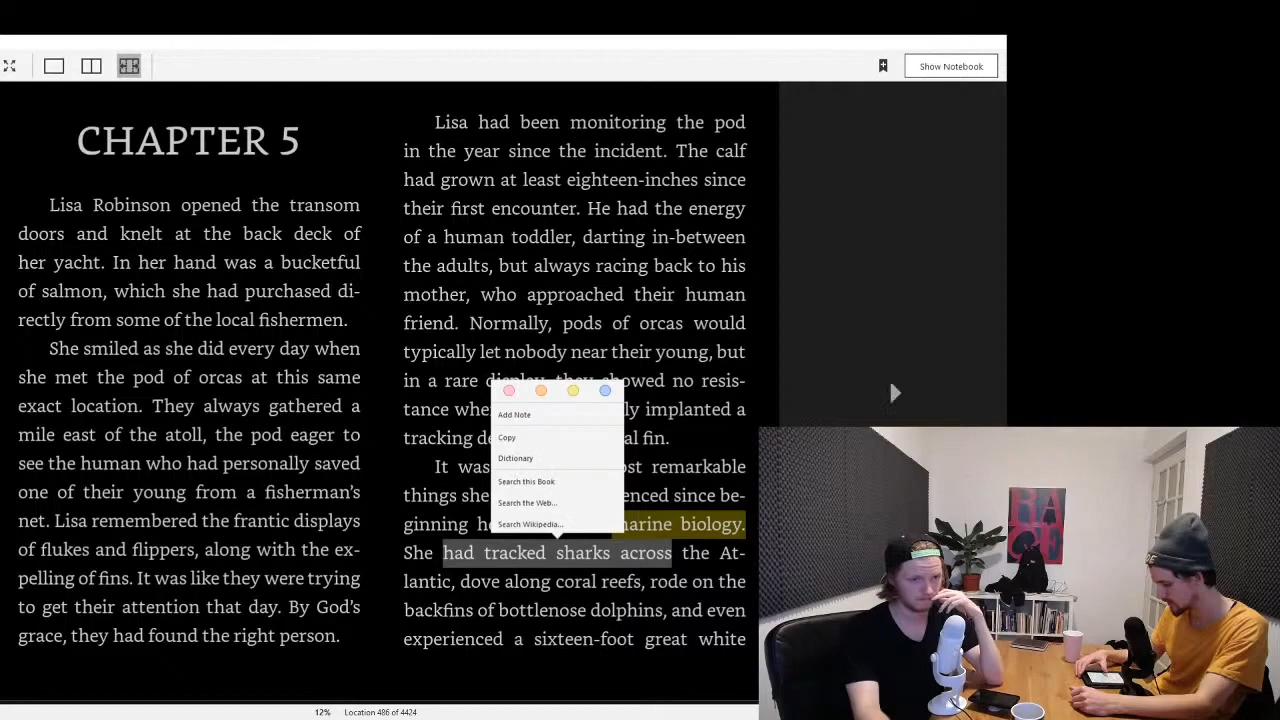 Show Notebook
CHAPTER 5
Lisa Robinson opened the transom
doors and knelt at the back deck of
her yacht. In her hand was a bucketful
of salmon, which she had purchased di-
rectly from some of the local fishermen.
She smiled as she did every day when
she met the pod of orcas at this same
exact location. They always gathered a
mile east of the atoll, the pod eager to
see the human who had personally saved
one of their young from a fisherman's
net. Lisa remembered the frantic displays
of flukes and flippers, along with the ex-
pelling of fins. It was like they were trying
to get their attention that day. By God's
grace, they had found the right person.
Lisa had been monitoring the pod
in the year since the incident. The calf
had grown at least eighteen-inches since
their first encounter. He had the energy
of a human toddler, darting in-between
the adults, but always racing back to his
mother, who approached their human
friend. Normally, pods of orcas would
typically let nobody near their young, but
in a rare display, they showed no resis-
tance whe ly implanted a
tracking de al fin.
It was ost remarkable
things she enced since be-
ginning he marine biology.
She had tracked sharks across the At-
lantic, dove along coral reefs, rode on the
backfins of bottlenose dolphins, and even
experienced a sixteen-foot great white
Add Note
Copy
Dictionary
Search this Book
Search the Web...
Search Wikipedia...
12% Location 486 of 4424
RAGE